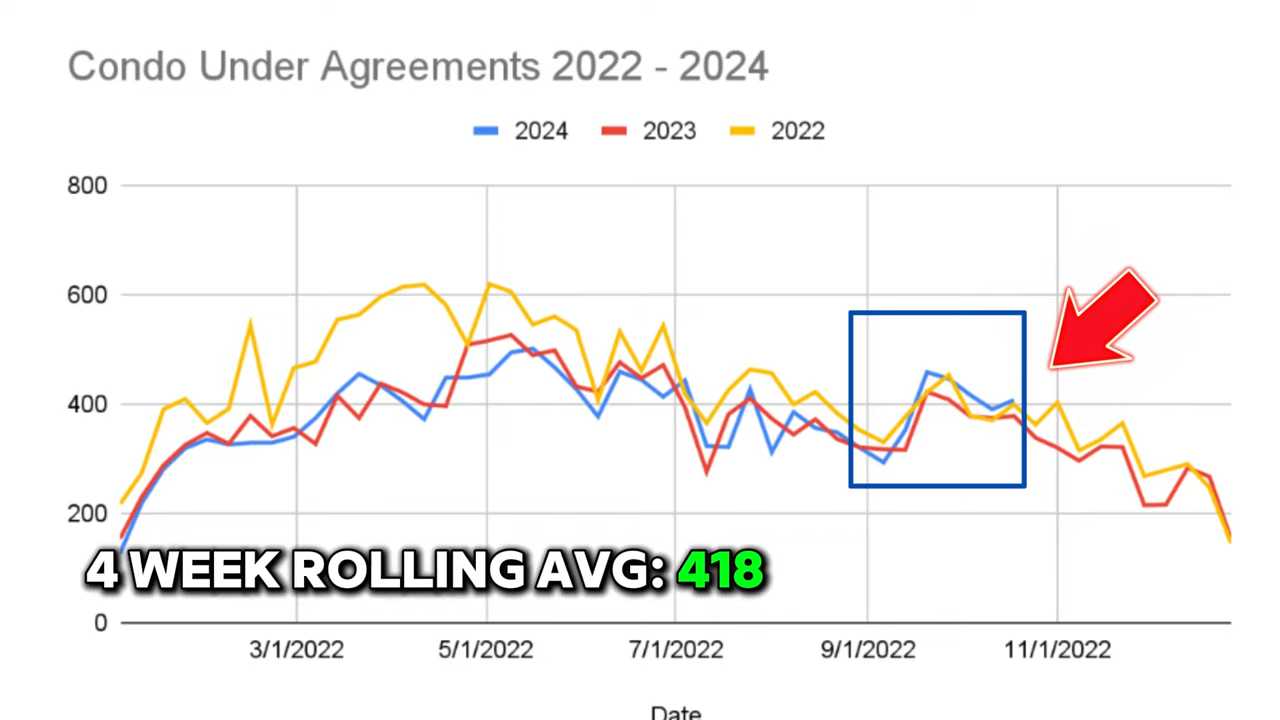 Condo Under Agreements 2022 - 2024
2024 2023 2022
800
600
400
200
4 WEEK ROLLING AVG: 418
0
3/1/2022 5/1/2022 7/1/2022 9/1/2022 11/1/2022
Date